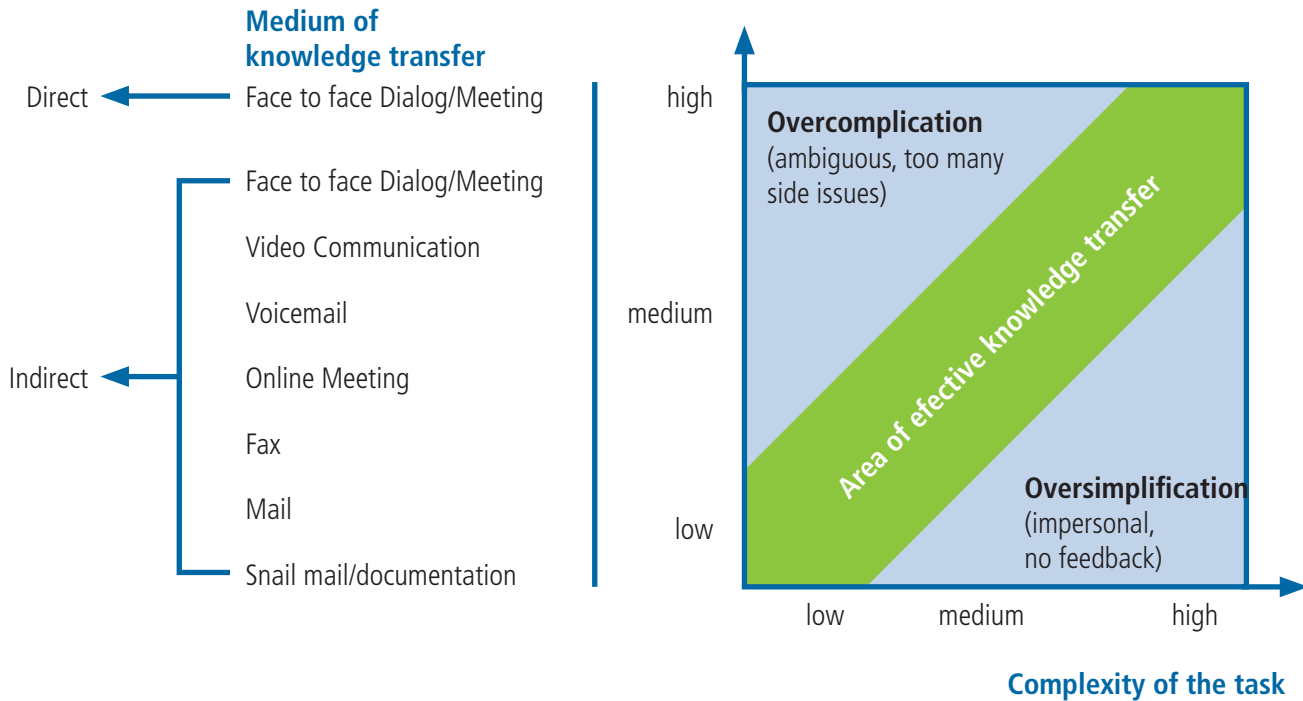 Medium of
knowledge transfer
Direct
Face to face Dialog/Meeting
Face to face Dialog/Meeting
Video Communication
Voicemail
Indirect
Online Meeting
Fax
Mail
Snail mail/documentation
high
medium
low
Overcomplication
(ambiguous, too many
side issues)
Area of efective knowledge transfer
Oversimplification
(impersonal,
no feedback)
low
medium
high
Complexity of the task